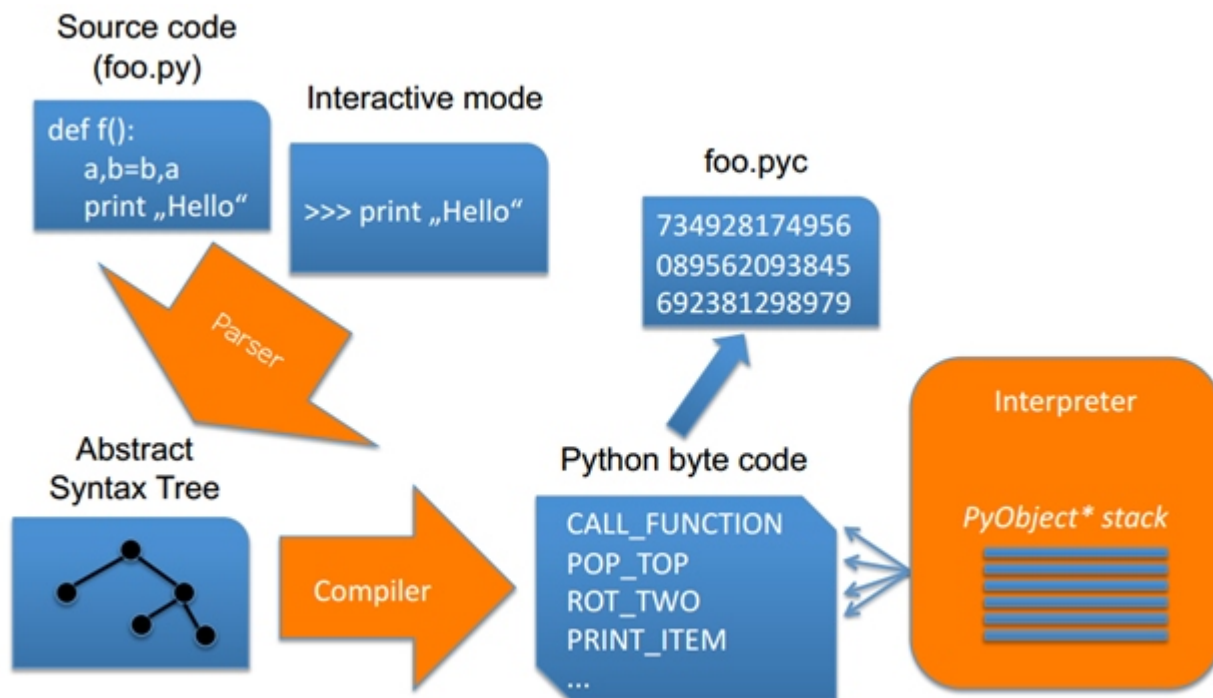 Source code
(foo.py)
def f():
a,b=b,a
print „Hello“
Interactive mode
>>> print „Hello“
foo.pyc
734928174956
089562093845
692381298979
Parser
Abstract
Syntax Tree
Compiler
Python byte code
CALL_FUNCTION
POP_TOP
ROT_TWO
PRINT_ITEM
...
Interpreter
PyObject* stack